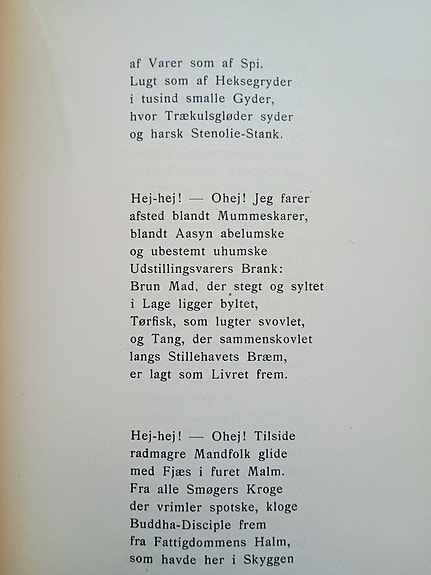 af Varer som af Spi.
Lugt som af Heksegryder
i tusind smalle Gyder,
hvor Trækulsgløder syder
og harsk Stenolie-Stank.
Hej-hej! — Ohej! Jeg farer
afsted blandt Mummeskarer,
blandt Aasyn abelumske
og ubestemt uhumske
Udstillingsvarers Brank:
Brun Mad, der stegt og syltet
i Lage ligger byltet,
Tørfisk, som lugter svovlet,
og Tang, der sammenskovlet
langs Stillehavets Bræm,
er lagt som Livret frem.
Hej-hej! — Ohej! Tilside
radmagre Mandfolk glide
med Fjæs i furet Malm.
Fra alle Smøgers Kroge
der vrimler spotske, kloge
Buddha-Disciple frem
fra Fattigdommens Halm,
som havde her i Skyggen